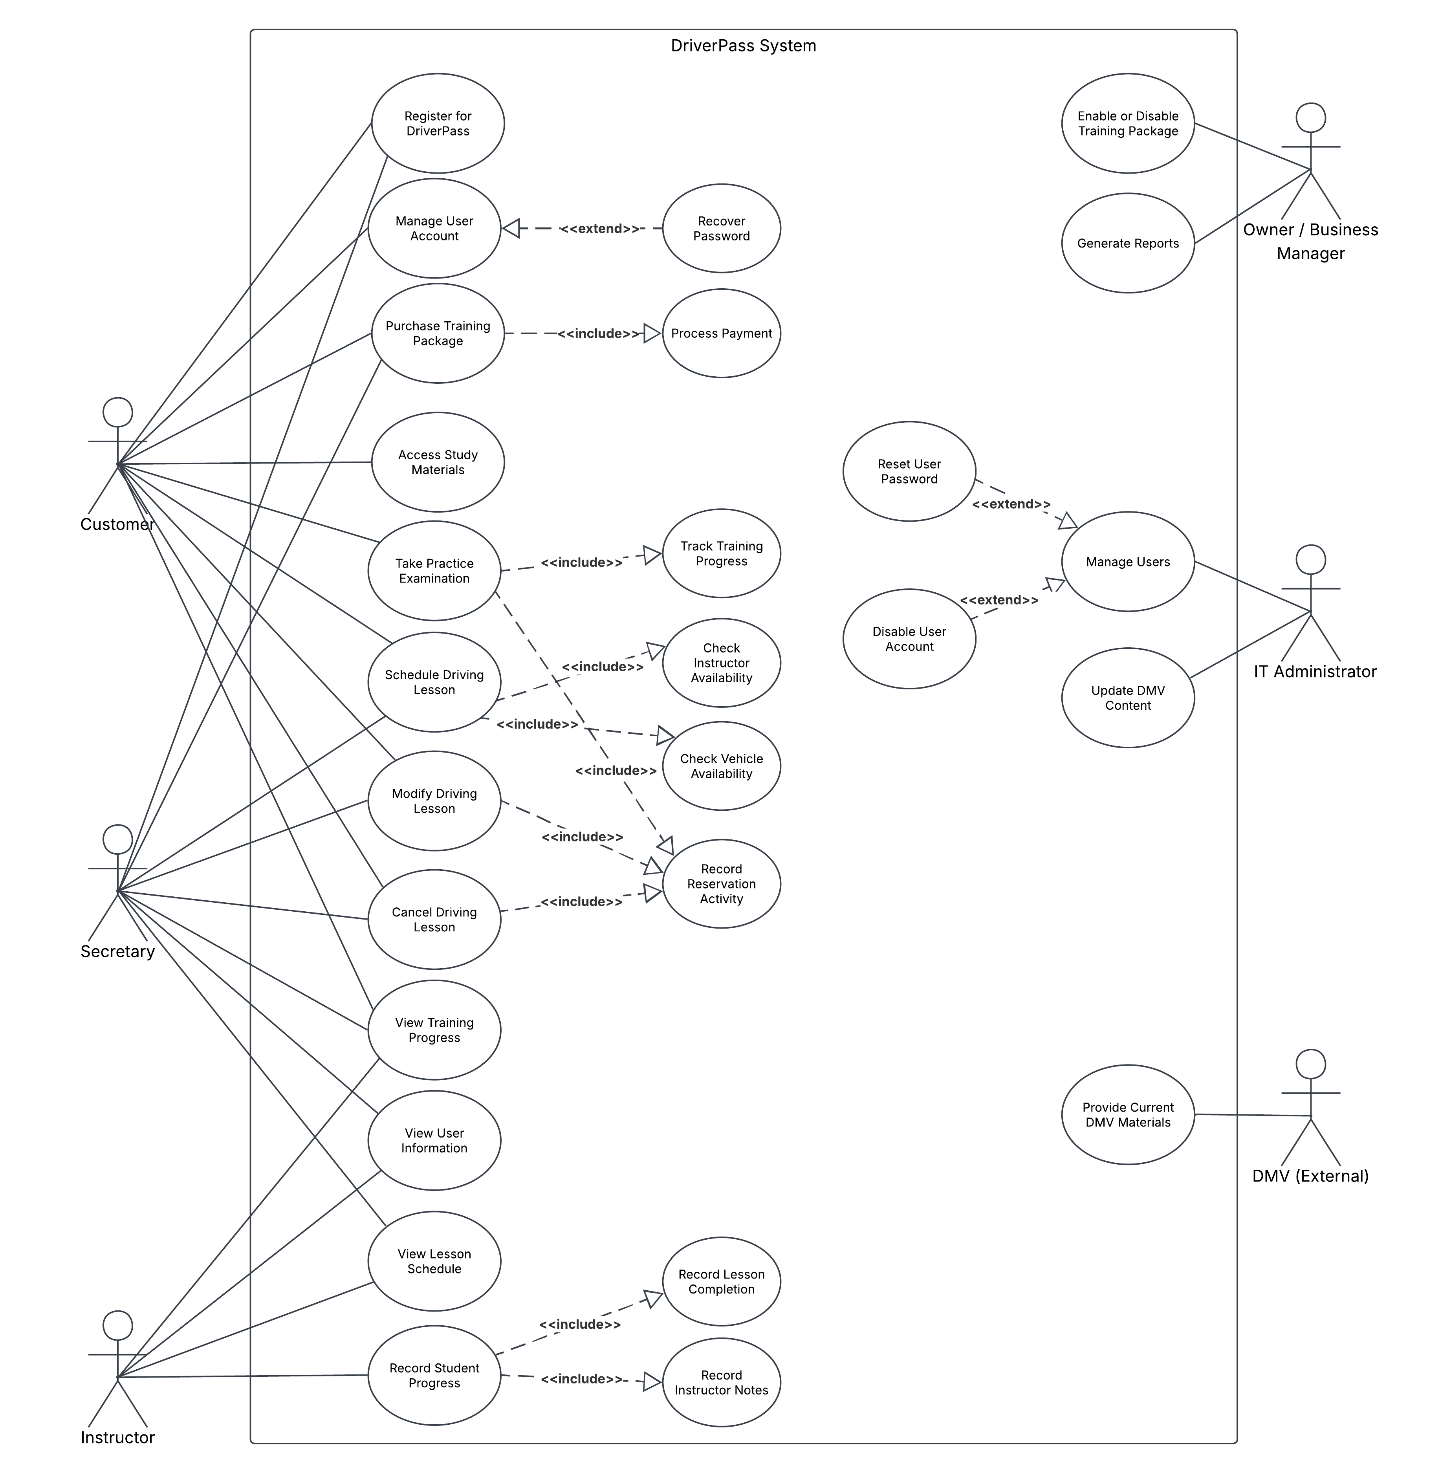 DriverPass System
Register for
DriverPass
Enable or Disable
Training Package
Manage User
Account
<<extend>>
Recover
Password
Generate Reports
Owner / Business
Manager
Purchase Training
Package
<<include>>
Process Payment
Customer
Access Study
Materials
Reset User
Password
<<extend>>
Take Practice
Examination
<<include>>
Track Training
Progress
Manage Users
<<extend>>
Disable User
Account
IT Administrator
Schedule Driving
Lesson
<<include>>
Check
Instructor
Availability
Update DMV
Content
<<include>>
Check Vehicle
Availability
<<include>>
Modify Driving
Lesson
<<include>>
Record
Reservation
Activity
Secretary
Cancel Driving
Lesson
<<include>>
View Training
Progress
Provide Current
DMV Materials
DMV (External)
View User
Information
View Lesson
Schedule
Record Lesson
Completion
<<include>>
Record Student
Progress
<<include>>
Record
Instructor Notes
Instructor